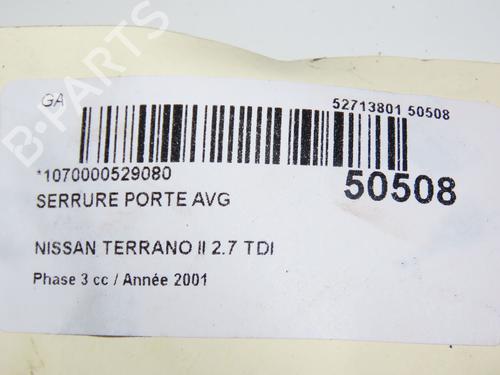 B-PARTS
GA
52713801 50508
*1070000529080
50508
SERRURE PORTE AVG
NISSAN TERRANO II 2.7 TDI
Phase 3 cc / Année 2001